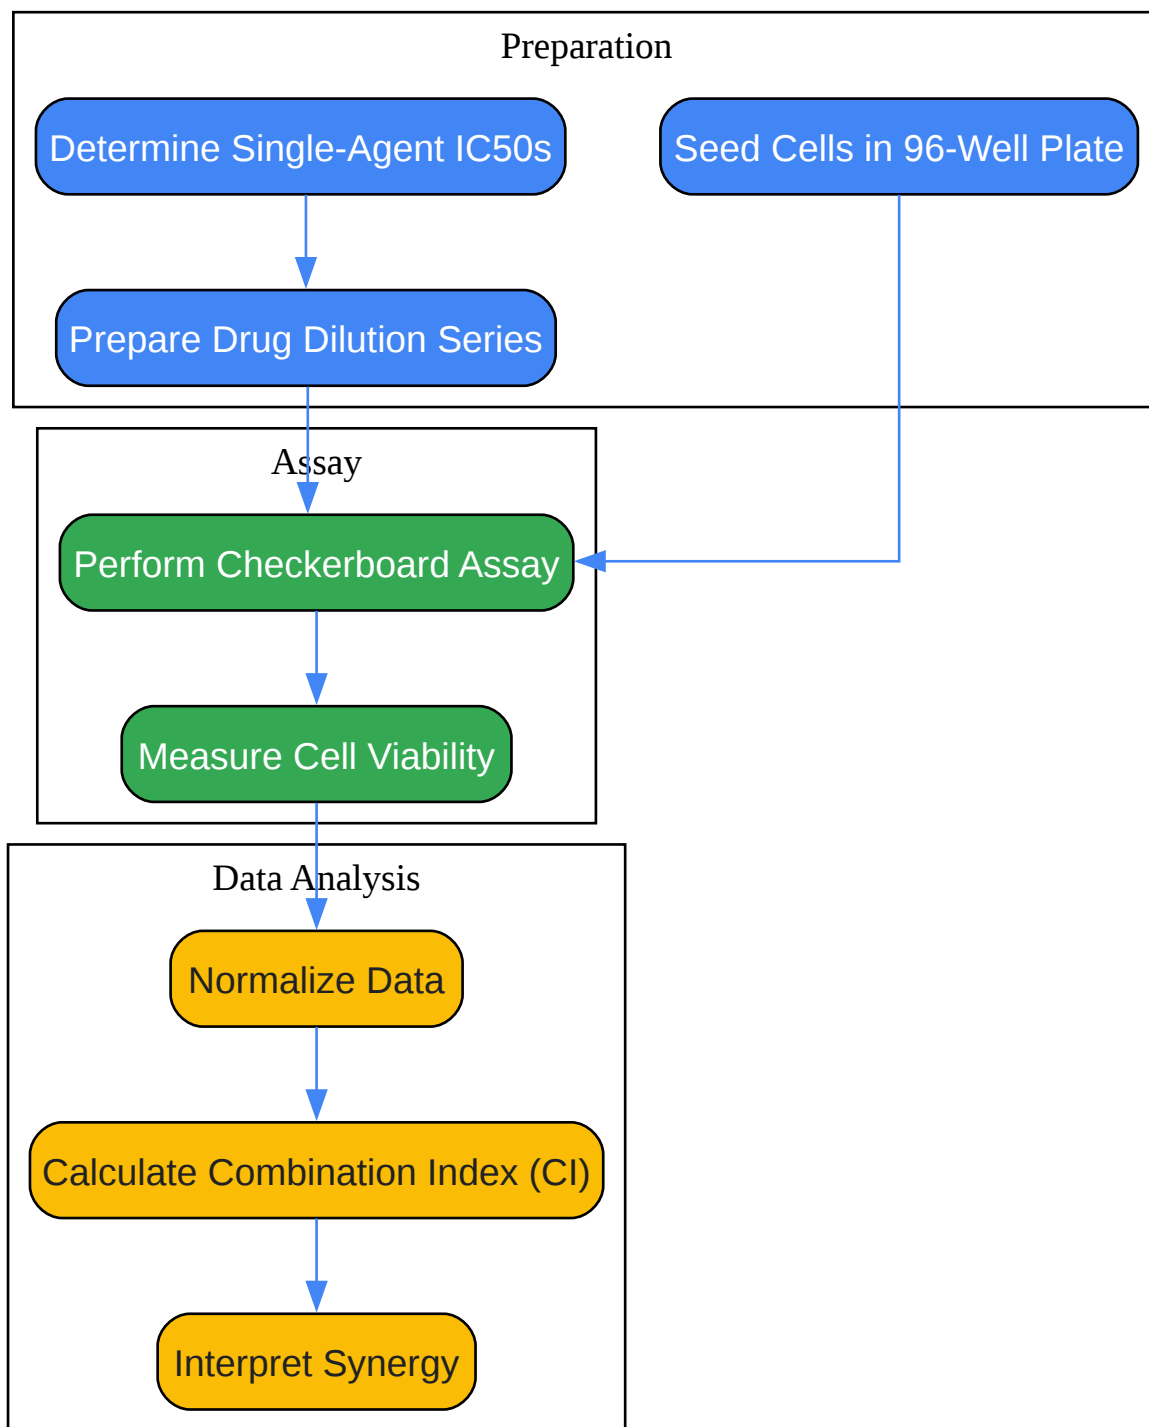 Preparation
Determine Single-Agent IC50s
Seed Cells in 96-Well Plate
Prepare Drug Dilution Series
Assay
Perform Checkerboard Assay
Measure Cell Viability
Data Analysis
Normalize Data
Calculate Combination Index (CI)
Interpret Synergy